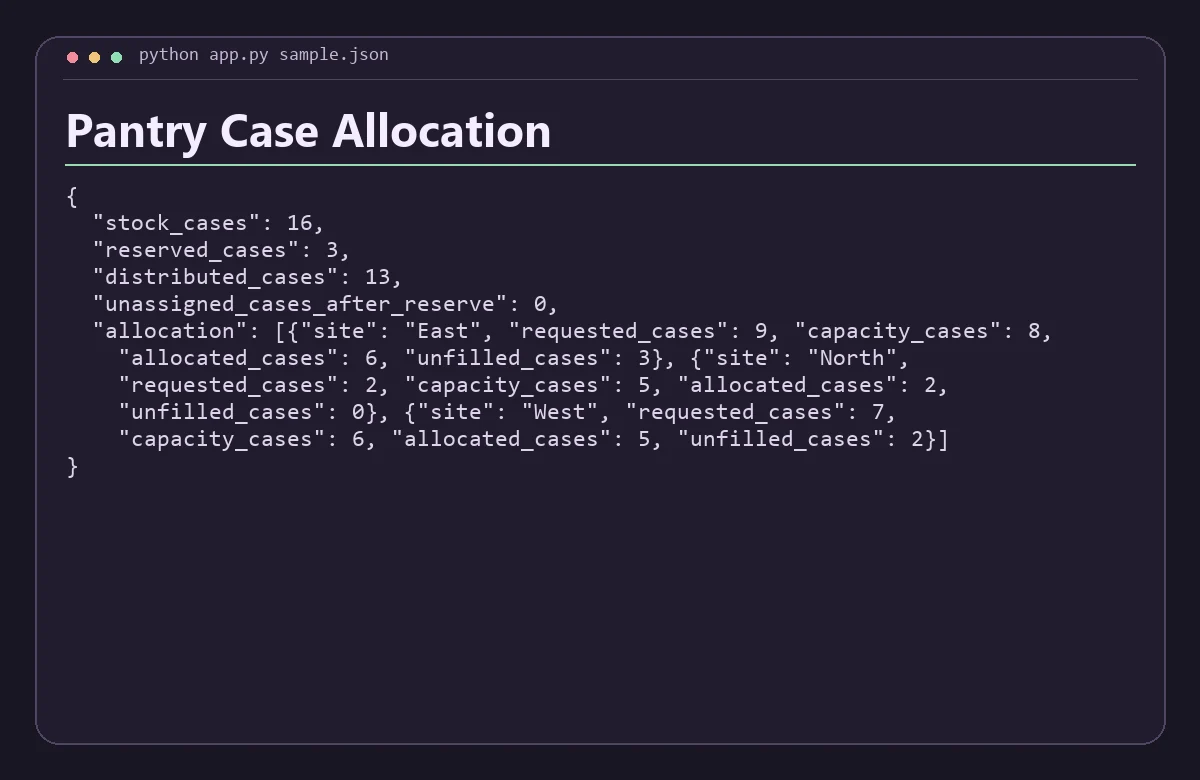 python app.py sample.json
Pantry Case Allocation
{
  "stock_cases": 16,
  "reserved_cases": 3,
  "distributed_cases": 13,
  "unassigned_cases_after_reserve": 0,
  "allocation": [{"site": "East", "requested_cases": 9, "capacity_cases": 8,
    "allocated_cases": 6, "unfilled_cases": 3}, {"site": "North",
    "requested_cases": 2, "capacity_cases": 5, "allocated_cases": 2,
    "unfilled_cases": 0}, {"site": "West", "requested_cases": 7,
    "capacity_cases": 6, "allocated_cases": 5, "unfilled_cases": 2}]
}